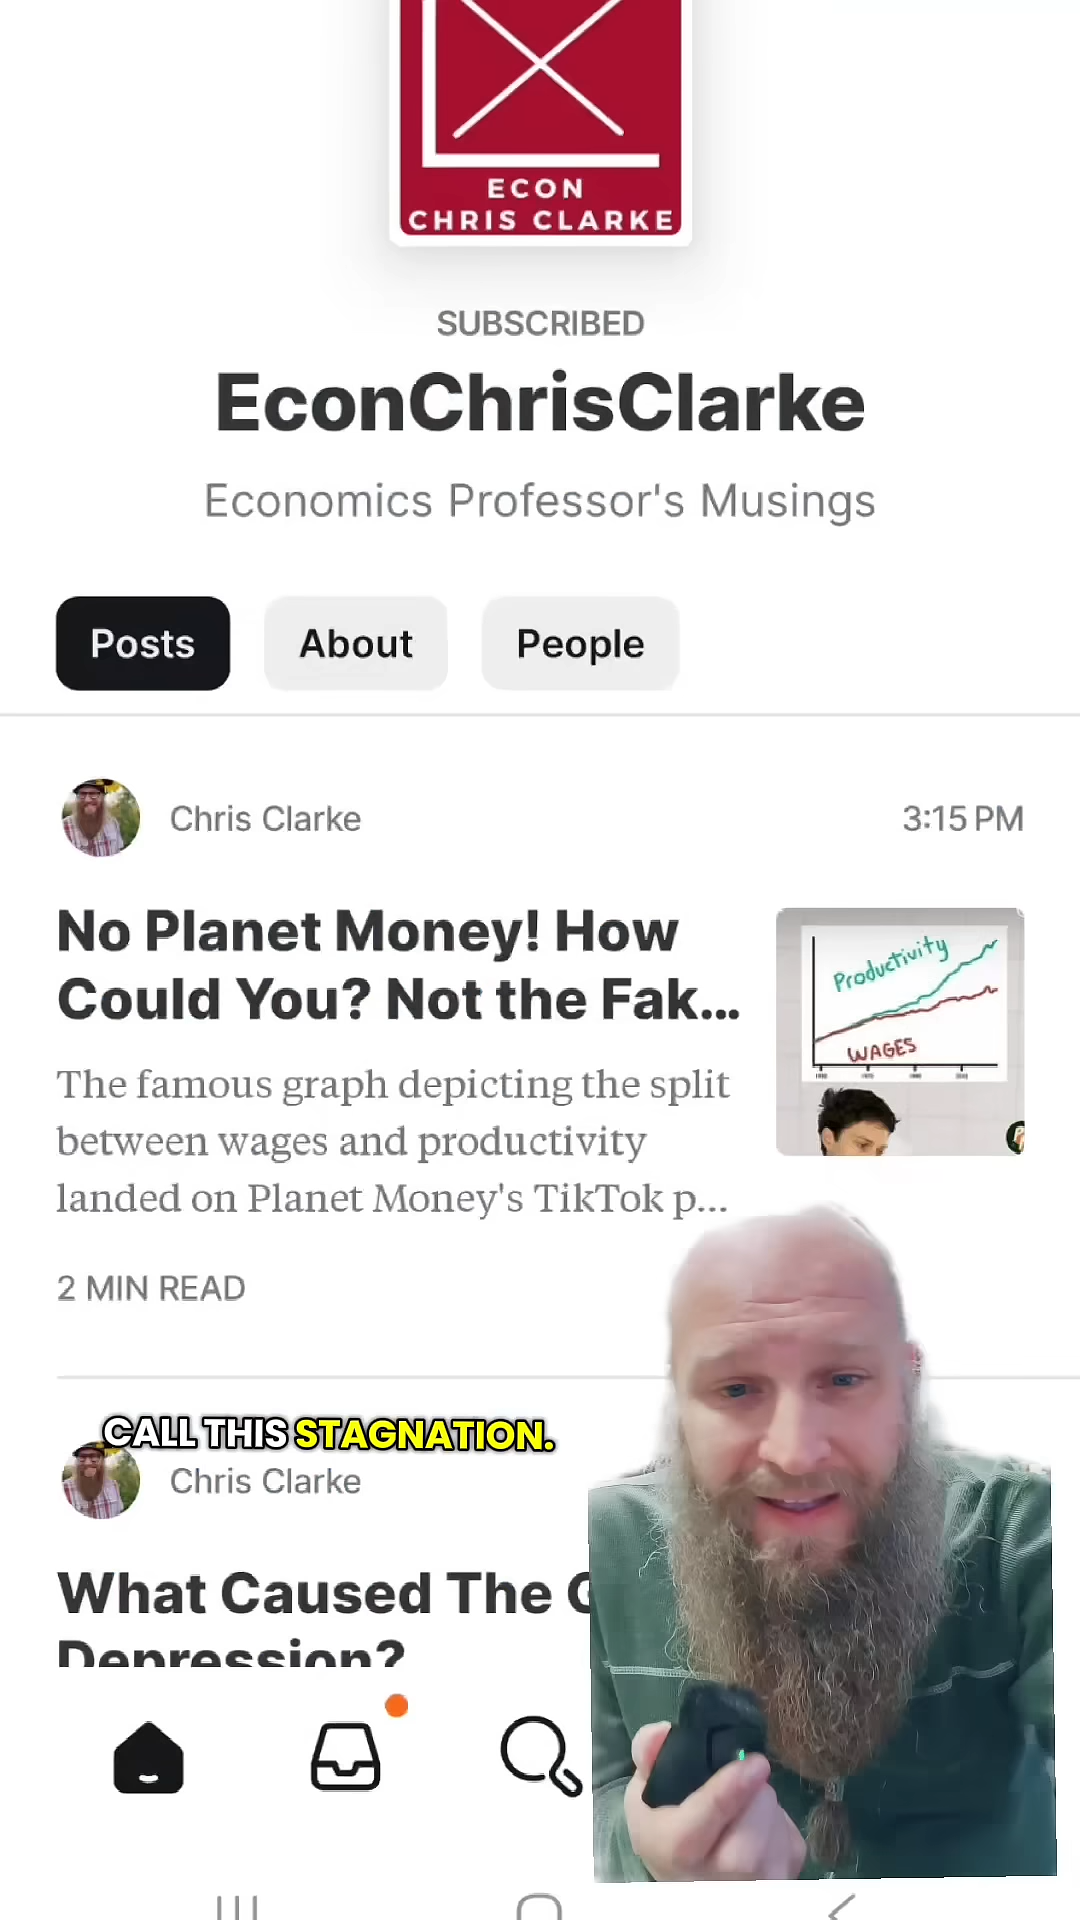 ECON
CHRIS CLARKE
SUBSCRIBED
EconChrisClarke
Economics Professor's Musings
Posts
About
People
Chris Clarke
3:15 PM
No Planet Money! How
Could You? Not the Fak...
The famous graph depicting the split
between wages and productivity
landed on Planet Money's TikTok p...
Productivity
WAGES
2 MIN READ
CALL THIS STAGNATION.
Chris Clarke
What Caused The G
Depression?